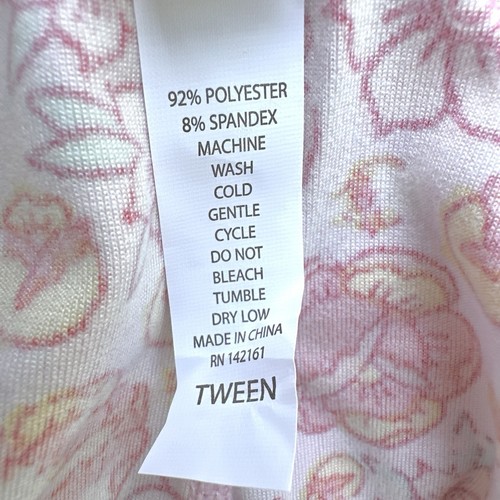 92% POLYESTER
8% SPANDEX
MACHINE
WASH
COLD
GENTLE
CYCLE
DO NOT
BLEACH
TUMBLE
DRY LOW
MADE IN CHINA
RN 142161
TWEEN